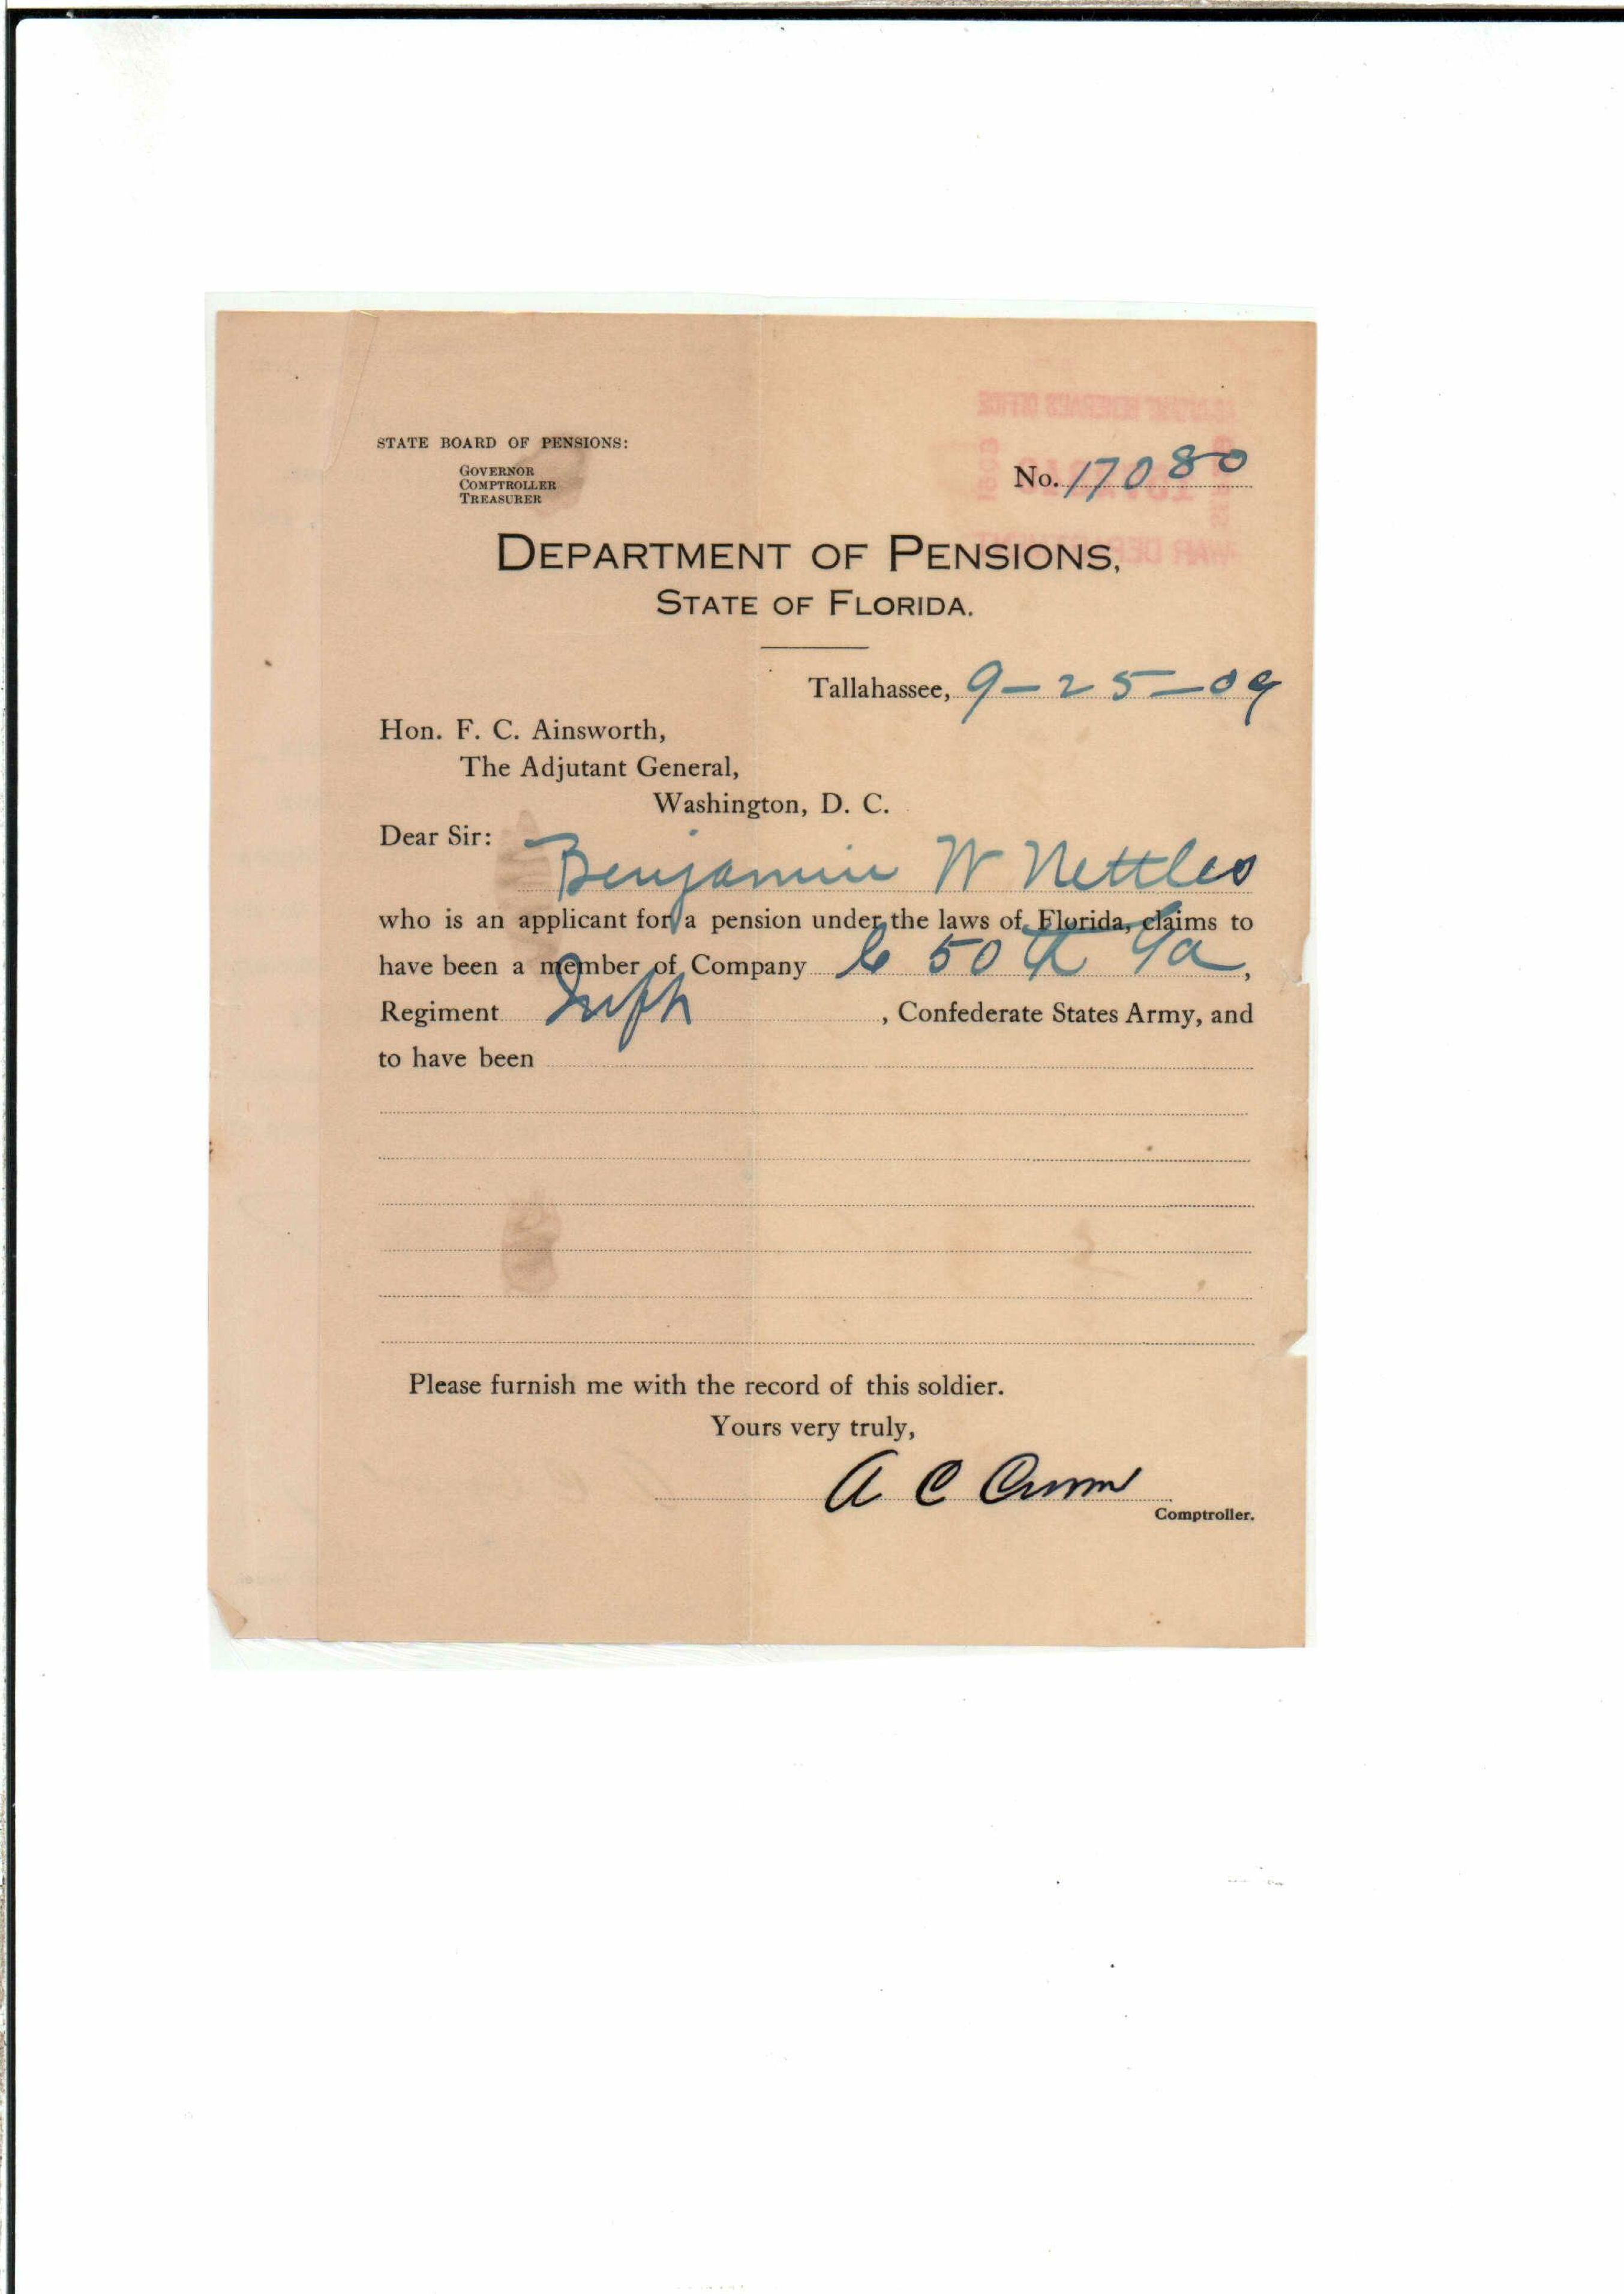 STATE BOARD OF PENSIONS:
GOVERNOR
COMPTROLLER
TREASURER
No. 17080
DEPARTMENT OF PENSIONS,
STATE OF FLORIDA.
Tallahassee, 9-25-09
Hon. F. C. Ainsworth,
The Adjutant General,
Washington, D. C.
Dear Sir:
Benjamin W Nettles
who is an applicant for a pension under the laws of Florida, claims to
have been a member of Company C 50th Ga,
Regiment Infty, Confederate States Army, and
to have been
Please furnish me with the record of this soldier.
Yours very truly,
A C Croom
Comptroller.